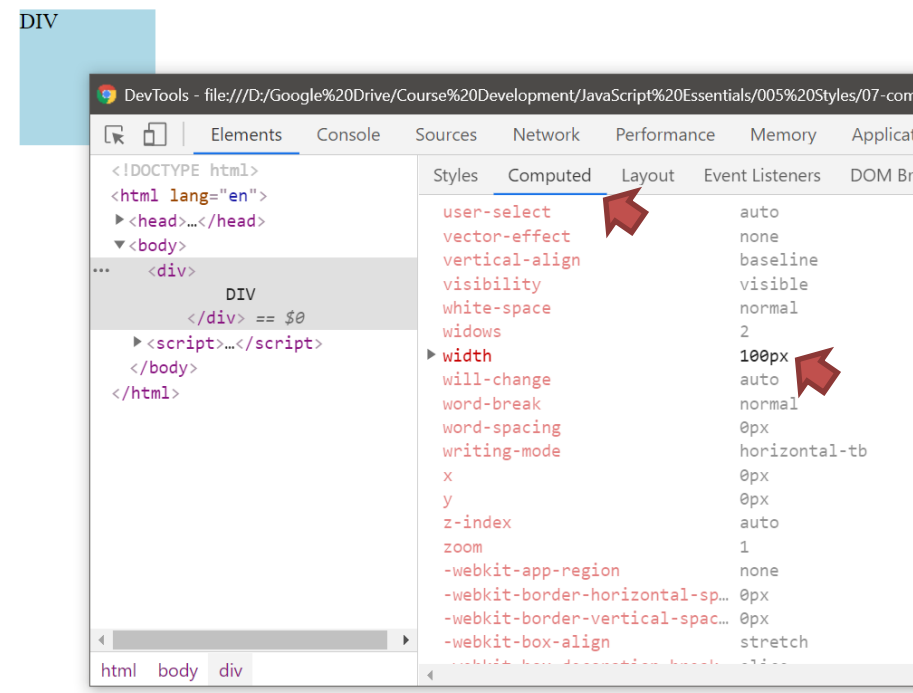 DIV
DevTools - file:///D:/Google%20Drive/Course%20Development/JavaScript%20Essentials/005%20Styles/07-com
Elements Console Sources Network Performance Memory Applicat
<!DOCTYPE html>
<html lang="en">
▶<head>…</head>
▼<body>
··· <div>
DIV
</div> == $0
▶<script>…</script>
</body>
</html>
html body div
Styles Computed Layout Event Listeners DOM Br
user-select auto
vector-effect none
vertical-align baseline
visibility visible
white-space normal
widows 2
▶ width 100px
will-change auto
word-break normal
word-spacing 0px
writing-mode horizontal-tb
x 0px
y 0px
z-index auto
zoom 1
-webkit-app-region none
-webkit-border-horizontal-sp… 0px
-webkit-border-vertical-spac… 0px
-webkit-box-align stretch